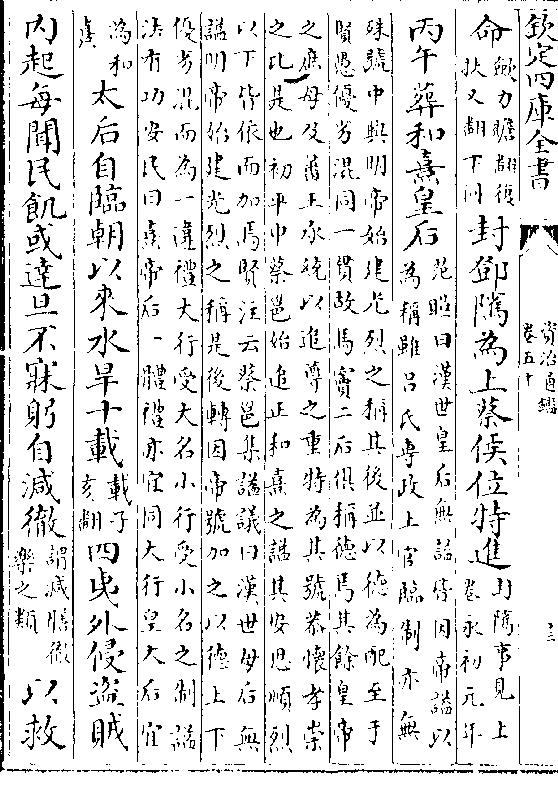 欽定四庫全書
資治通鑑
卷五十
三
命
歛力瞻翻復
扶又翻下同
封鄧隲為上蔡侯位特進
封隲事見上
卷永初元年
丙午葬和熹皇后
范曄曰漢世皇后無諡皆因帝諡以
為稱雖呂氏專政上官臨制亦無
殊號中興明帝始建光烈之稱其後並以德為配至于
賢愚優劣混同一貫故馬竇二后俱稱德焉其餘皇帝
之庶母及蕃王承統以追尊之重特為其號恭懷孝崇
之比是也初平中蔡邕始追正和熹之諡其安思順烈
以下皆依而加焉賢注云蔡邕集諡議曰漢世母后無
諡明帝始建光烈之稱是後轉因帝號加之以德上下
優劣混而為一違禮大行受大名小行受小名之制諡
法有功安民曰熹帝后一體禮亦宜同大行皇太后宜
為和
熹
太后自臨朝以來水旱十載
載子
亥翻
四夷外侵盜賊
內起每聞民飢或達旦不寐躬自減徹
謂減膳徹
樂之類
以救